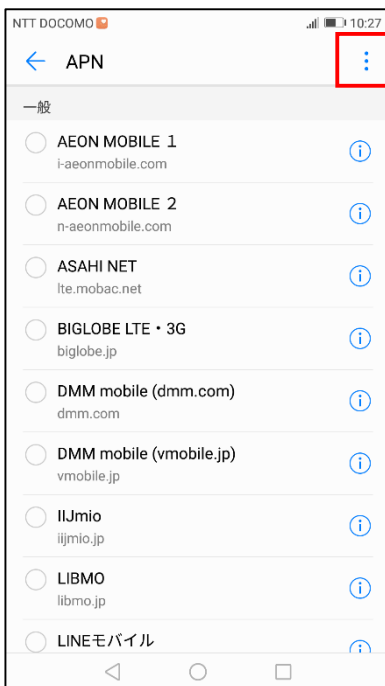 NTT DOCOMO 10:27
APN
一般
AEON MOBILE 1
i-aeonmobile.com
AEON MOBILE 2
n-aeonmobile.com
ASAHI NET
lte.mobac.net
BIGLOBE LTE・3G
biglobe.jp
DMM mobile (dmm.com)
dmm.com
DMM mobile (vmobile.jp)
vmobile.jp
IIJmio
iijmio.jp
LIBMO
libmo.jp
LINEモバイル